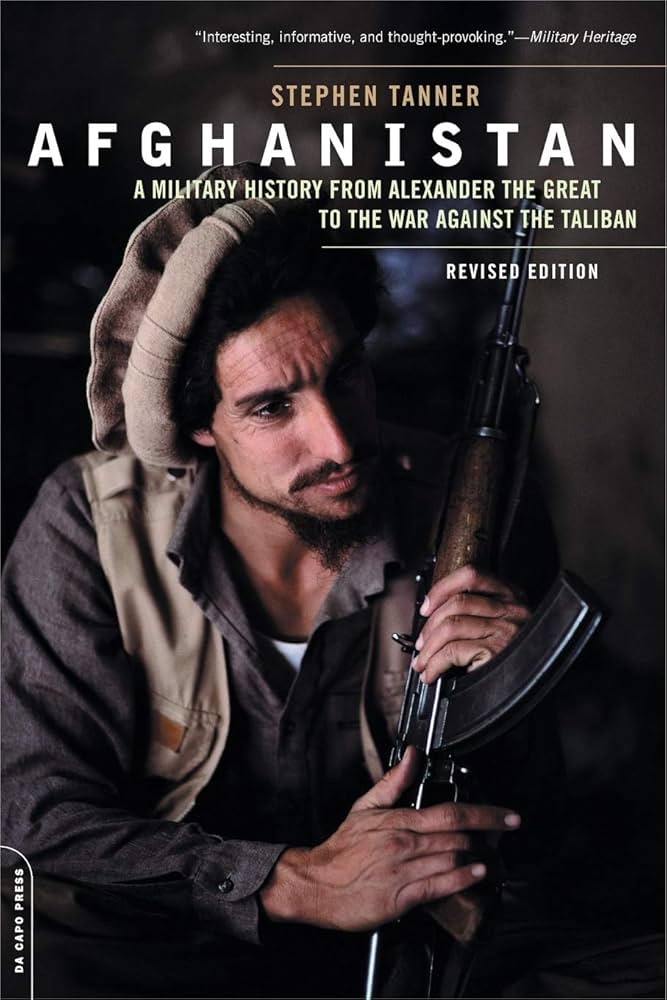 “Interesting, informative, and thought-provoking.”—Military Heritage
STEPHEN TANNER
AFGHANISTAN
A MILITARY HISTORY FROM ALEXANDER THE GREAT
TO THE WAR AGAINST THE TALIBAN
REVISED EDITION
DA CAPO PRESS